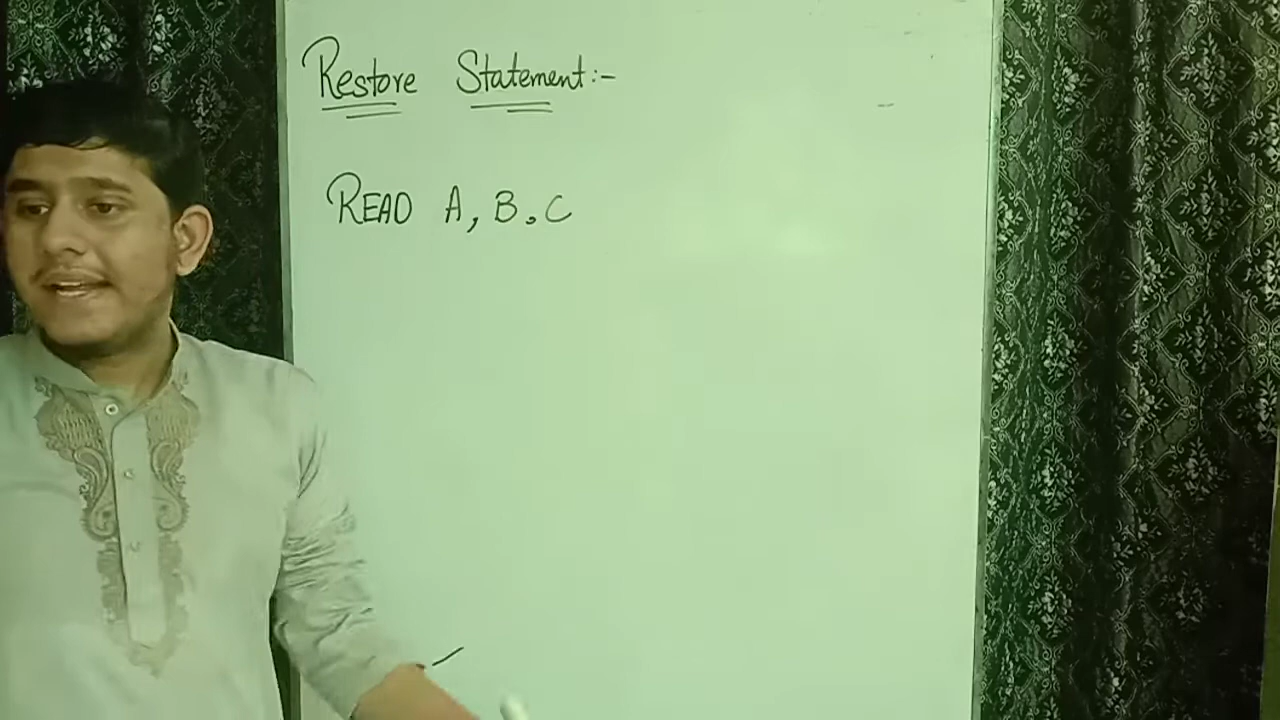 Restore Statement:-
READ A, B, C